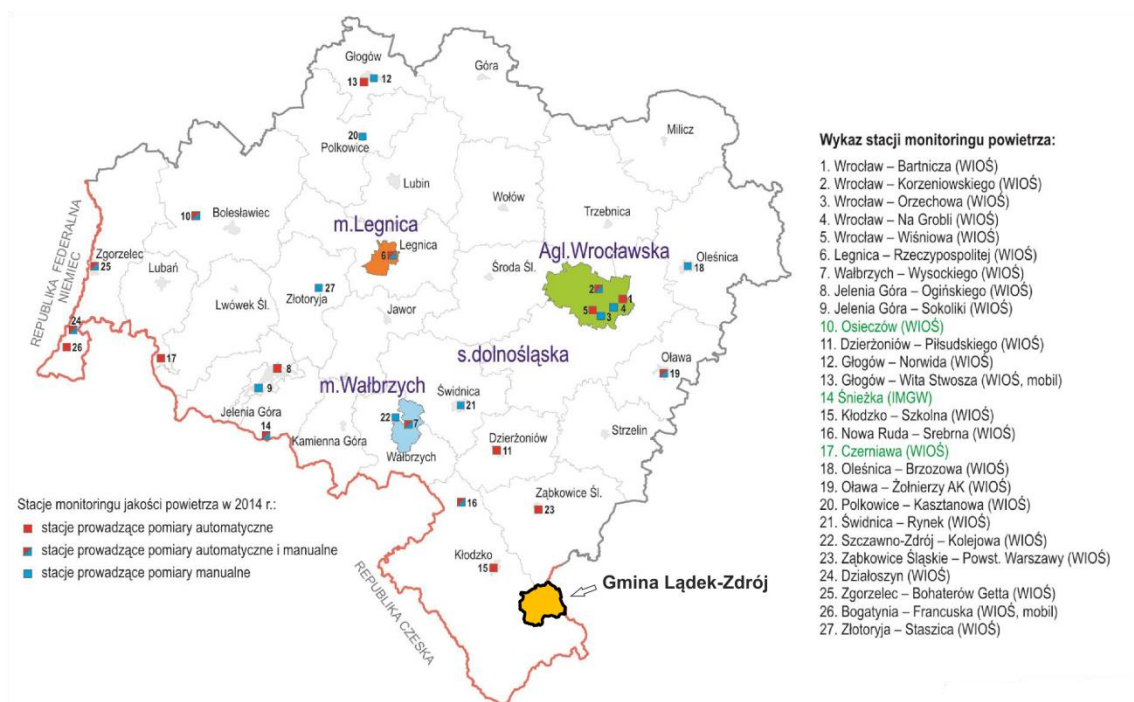 Głogów
13
12
Góra
20
Polkowice
Milicz
Lubin
Wołów
Trzebnica
10
Bolesławiec
m.Legnica
Legnica
6
Agl.Wrocławska
Środa Śl.
2
1
5
4
3
Oleśnica
18
REPUBLIKA FEDERALNA
NIEMIEC
Zgorzelec
25
Lubań
Lwówek Śl.
27
Złotoryja
Jawor
24
26
17
8
9
Jelenia Góra
14
s.dolnośląska
m.Wałbrzych
Świdnica
21
22
7
Wałbrzych
Kamienna Góra
Oława
19
Strzelin
Dzierżoniów
11
16
Ząbkowice Śl.
23
Kłodzko
15
REPUBLIKA CZESKA
Gmina Lądek-Zdrój
Stacje monitoringu jakości powietrza w 2014 r.:
stacje prowadzące pomiary automatyczne
stacje prowadzące pomiary automatyczne i manualne
stacje prowadzące pomiary manualne
Wykaz stacji monitoringu powietrza:
1. Wrocław – Bartnicza (WIOŚ)
2. Wrocław – Korzeniowskiego (WIOŚ)
3. Wrocław – Orzechowa (WIOŚ)
4. Wrocław – Na Grobli (WIOŚ)
5. Wrocław – Wiśniowa (WIOŚ)
6. Legnica – Rzeczypospolitej (WIOŚ)
7. Wałbrzych – Wysockiego (WIOŚ)
8. Jelenia Góra – Ogińskiego (WIOŚ)
9. Jelenia Góra – Sokoliki (WIOŚ)
10. Osieczów (WIOŚ)
11. Dzierżoniów – Piłsudskiego (WIOŚ)
12. Głogów – Norwida (WIOŚ)
13. Głogów – Wita Stwosza (WIOŚ, mobil)
14 Śnieżka (IMGW)
15. Kłodzko – Szkolna (WIOŚ)
16. Nowa Ruda – Srebrna (WIOŚ)
17. Czerniawa (WIOŚ)
18. Oleśnica – Brzozowa (WIOŚ)
19. Oława – Żołnierzy AK (WIOŚ)
20. Polkowice – Kasztanowa (WIOŚ)
21. Świdnica – Rynek (WIOŚ)
22. Szczawno-Zdrój – Kolejowa (WIOŚ)
23. Ząbkowice Śląskie – Powst. Warszawy (WIOŚ)
24. Działoszyn (WIOŚ)
25. Zgorzelec – Bohaterów Getta (WIOŚ)
26. Bogatynia – Francuska (WIOŚ, mobil)
27. Złotoryja – Staszica (WIOŚ)